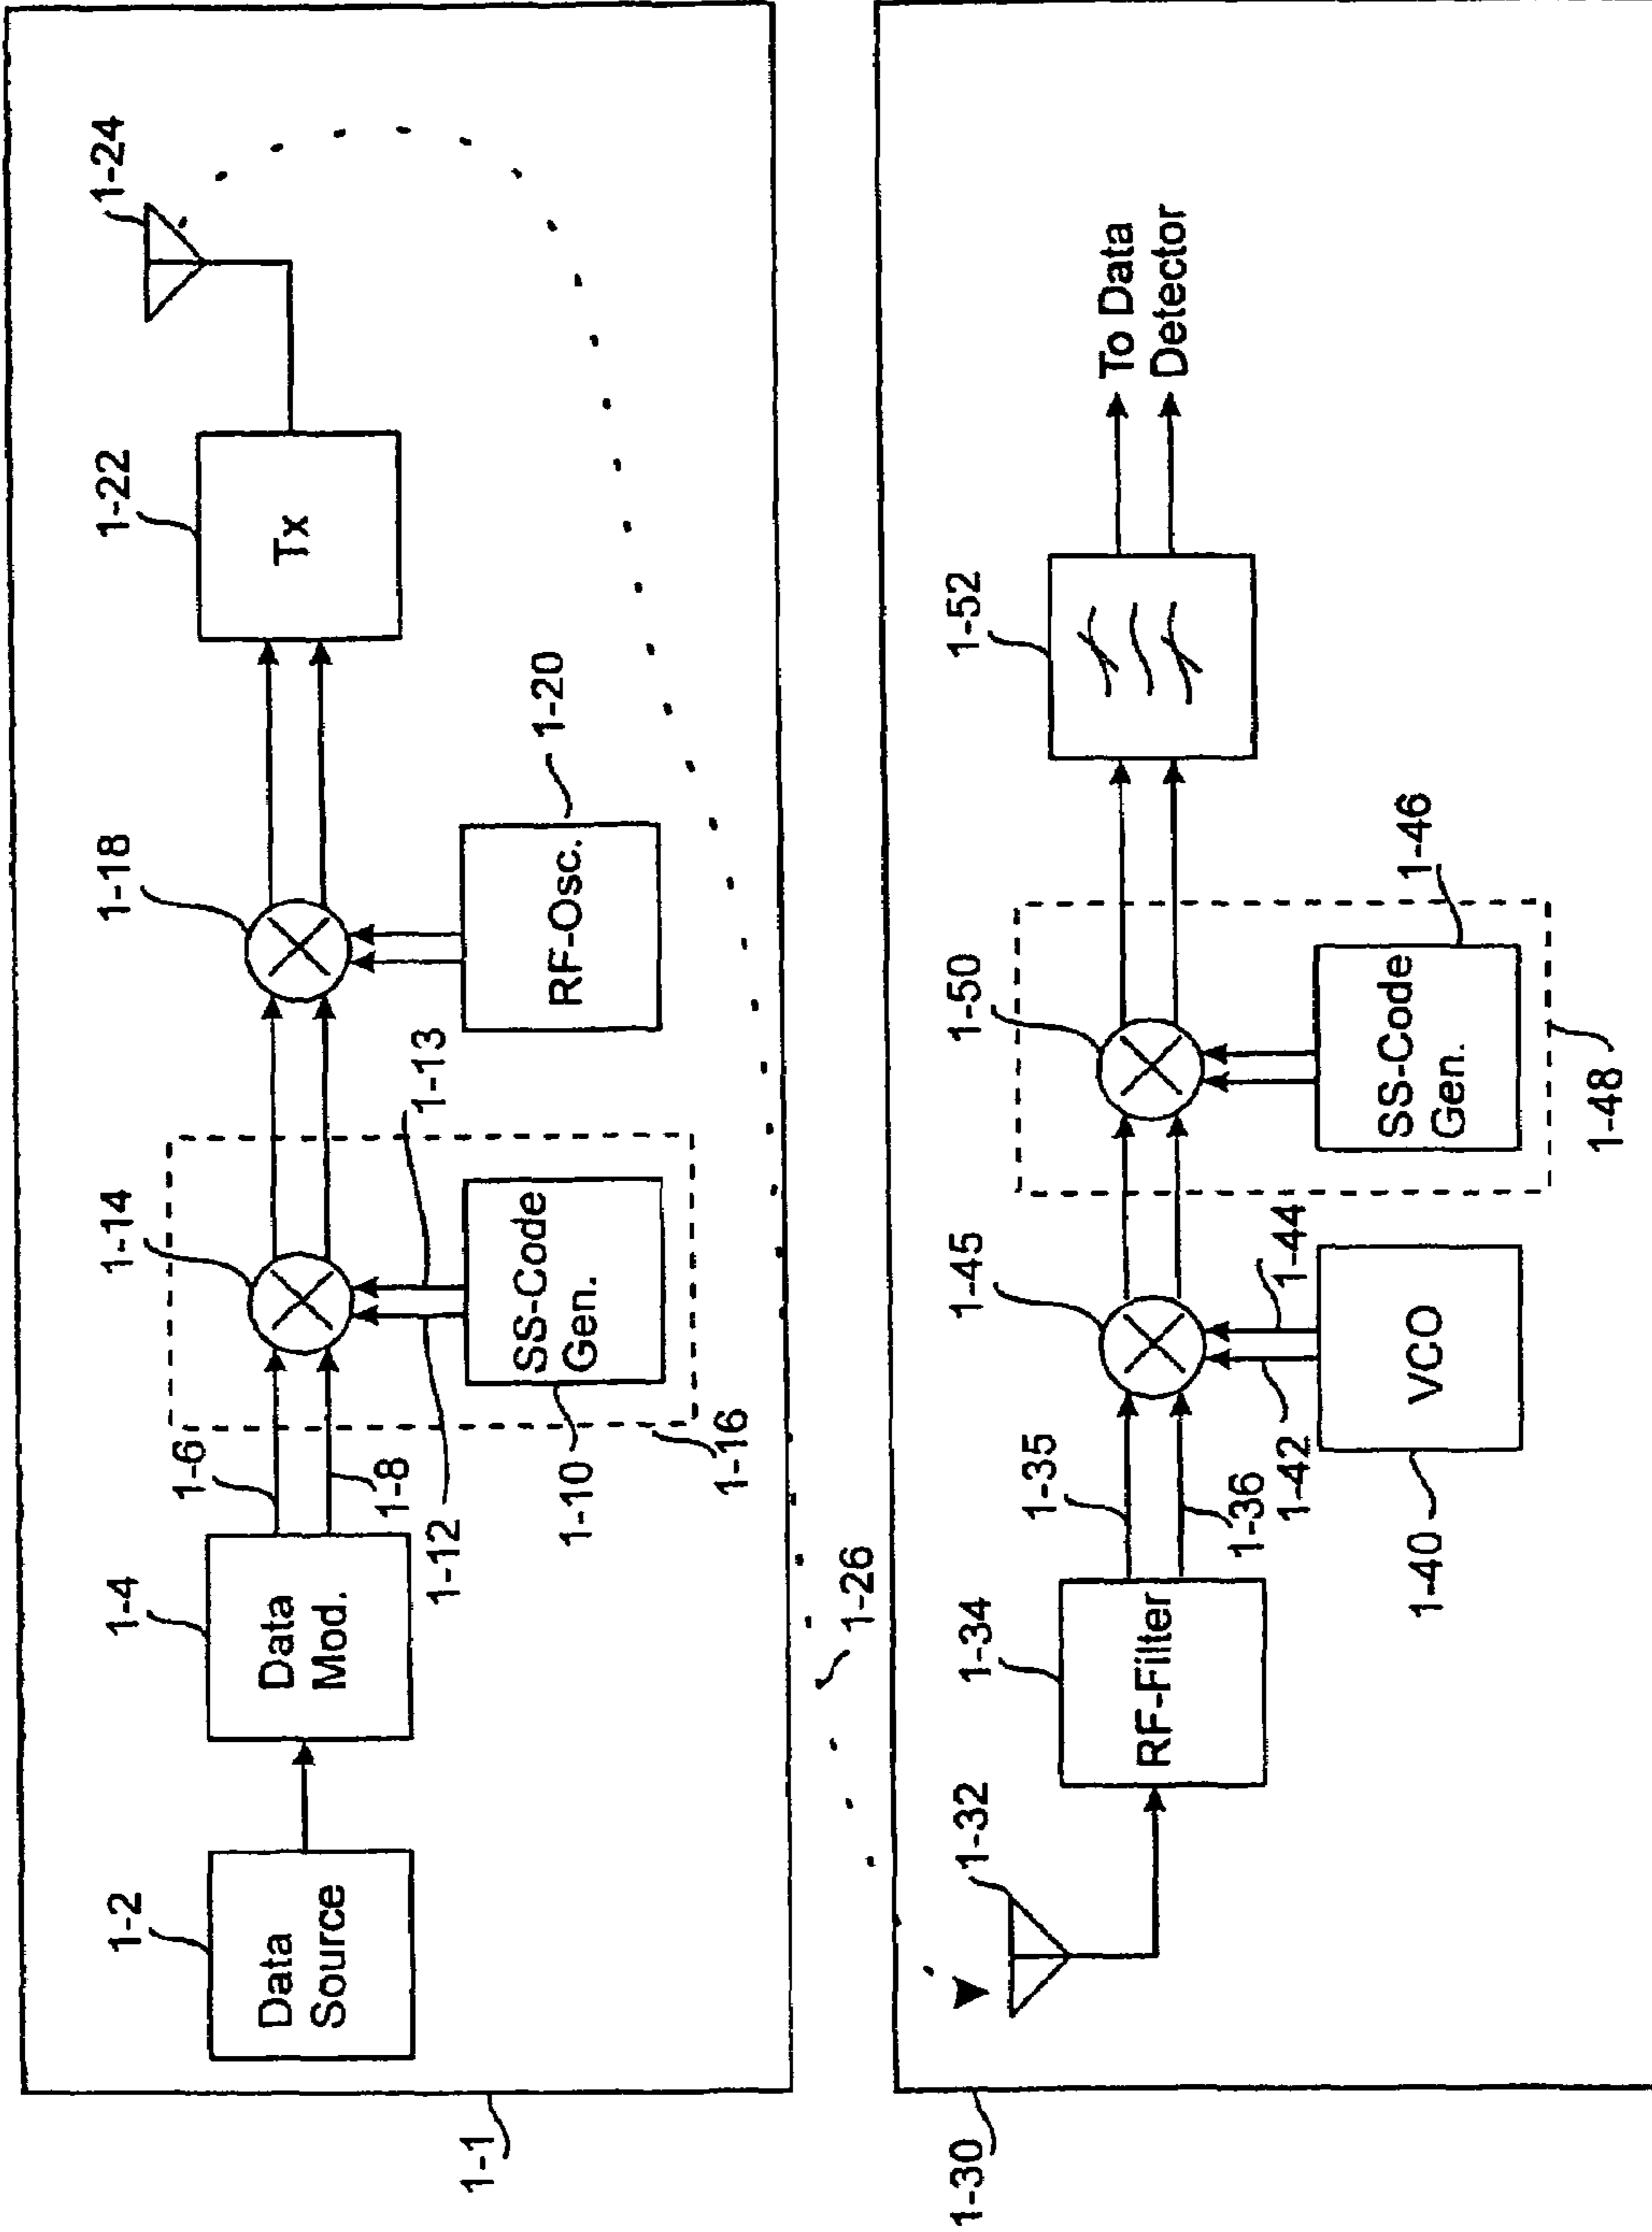 1-1
1-2
Data
Source
1-4
Data
Mod.
1-6
1-8
1-10
1-12
1-13
1-14
SS-Code
Gen.
1-16
1-18
RF-Osc.
1-20
1-22
Tx
1-24
1-26
1-30
1-32
1-34
RF-Filter
1-35
1-36
1-40
VCO
1-42
1-44
1-45
1-46
SS-Code
Gen.
1-48
1-50
1-52
To Data
Detector